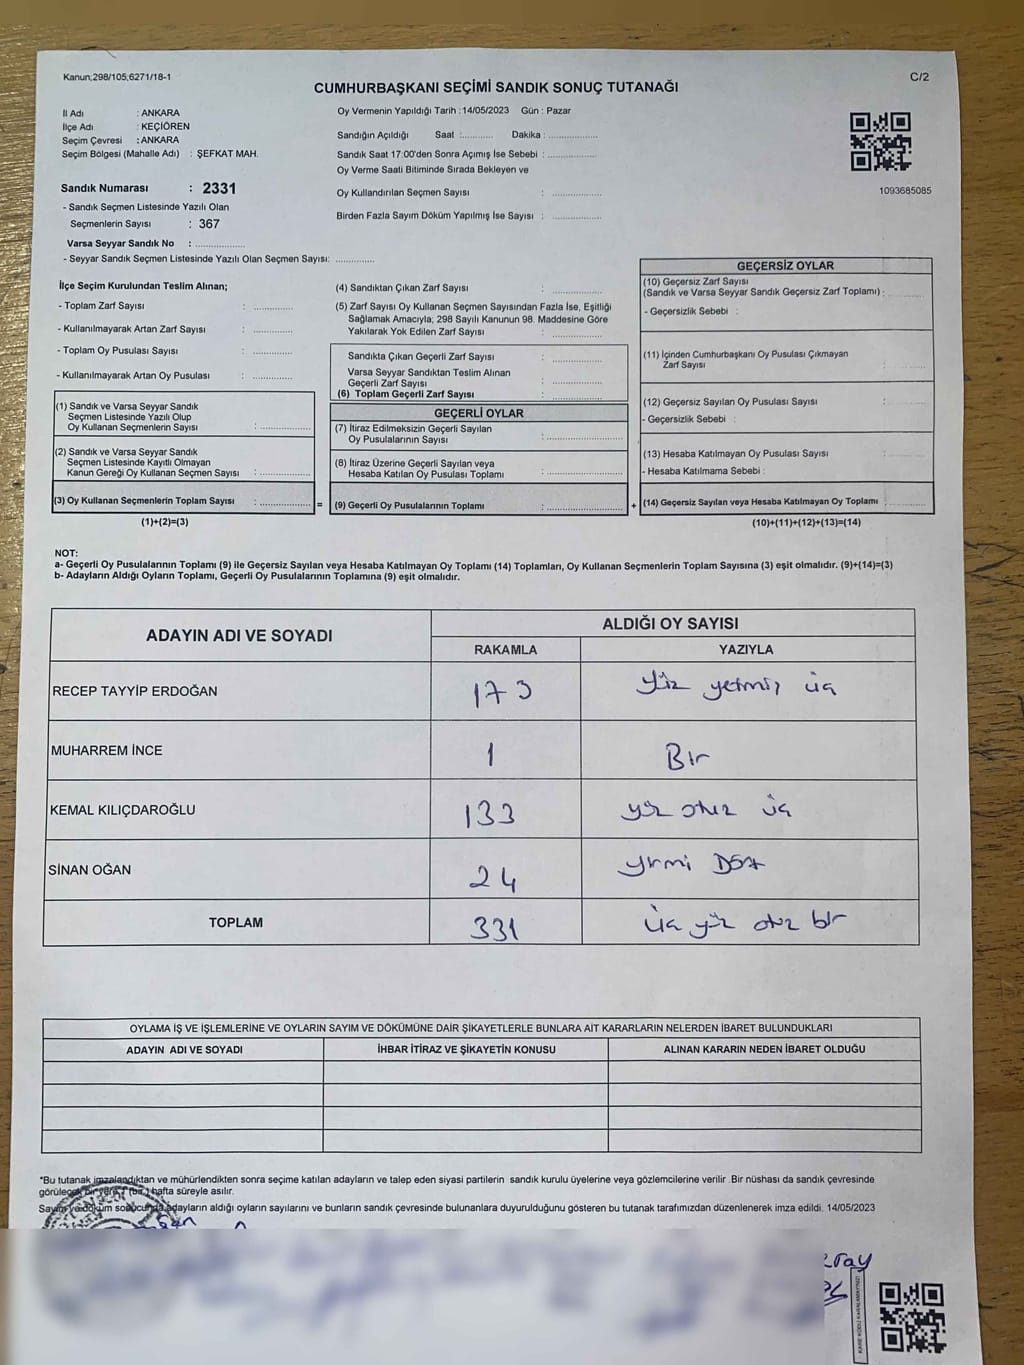 Kanun;298/105;6271/18-1
C/2
CUMHURBAŞKANI SEÇİMİ SANDIK SONUÇ TUTANAĞI
İl Adı : ANKARA
İlçe Adı : KEÇİÖREN
Seçim Çevresi : ANKARA
Seçim Bölgesi (Mahalle Adı) : ŞEFKAT MAH.
Sandık Numarası : 2331
- Sandık Seçmen Listesinde Yazılı Olan
Seçmenlerin Sayısı : 367
Varsa Seyyar Sandık No : ................
- Seyyar Sandık Seçmen Listesinde Yazılı Olan Seçmen Sayısı: ............
Oy Vermenin Yapıldığı Tarih :14/05/2023 Gün : Pazar
Sandığın Açıldığı Saat :.......... Dakika : ................
Sandık Saat 17:00'den Sonra Açımış İse Sebebi : ................
Oy Verme Saati Bitiminde Sırada Bekleyen ve
Oy Kullandırılan Seçmen Sayısı : ................
Birden Fazla Sayım Döküm Yapılmış İse Sayısı : ................
1093685085
İlçe Seçim Kurulundan Teslim Alınan;
- Toplam Zarf Sayısı : ............
- Kullanılmayarak Artan Zarf Sayısı : ............
- Toplam Oy Pusulası Sayısı : ............
- Kullanılmayarak Artan Oy Pusulası : ............
(1) Sandık ve Varsa Seyyar Sandık
Seçmen Listesinde Yazılı Olup
Oy Kullanan Seçmenlerin Sayısı : ................
(2) Sandık ve Varsa Seyyar Sandık
Seçmen Listesinde Kayıtlı Olmayan
Kanun Gereği Oy Kullanan Seçmen Sayısı : ................
(3) Oy Kullanan Seçmenlerin Toplam Sayısı : ................ =
(1)+(2)=(3)
(4) Sandıktan Çıkan Zarf Sayısı : ................
(5) Zarf Sayısı Oy Kullanan Seçmen Sayısından Fazla İse, Eşitliği
Sağlamak Amacıyla; 298 Sayılı Kanunun 98. Maddesine Göre
Yakılarak Yok Edilen Zarf Sayısı : ................
Sandıkta Çıkan Geçerli Zarf Sayısı : ................
Varsa Seyyar Sandıktan Teslim Alınan
Geçerli Zarf Sayısı : ................
(6) Toplam Geçerli Zarf Sayısı : ................
GEÇERLİ OYLAR
(7) İtiraz Edilmeksizin Geçerli Sayılan
Oy Pusulalarının Sayısı : ................
(8) İtiraz Üzerine Geçerli Sayılan veya
Hesaba Katılan Oy Pusulası Toplamı : ................
(9) Geçerli Oy Pusulalarının Toplamı : ................ +
GEÇERSİZ OYLAR
(10) Geçersiz Zarf Sayısı
(Sandık ve Varsa Seyyar Sandık Geçersiz Zarf Toplamı) : ............
- Geçersizlik Sebebi :
(11) İçinden Cumhurbaşkanı Oy Pusulası Çıkmayan
Zarf Sayısı : ............
(12) Geçersiz Sayılan Oy Pusulası Sayısı : ............
- Geçersizlik Sebebi :
(13) Hesaba Katılmayan Oy Pusulası Sayısı : ............
- Hesaba Katılmama Sebebi :
(14) Geçersiz Sayılan veya Hesaba Katılmayan Oy Toplamı : ............
(10)+(11)+(12)+(13)=(14)
NOT:
a- Geçerli Oy Pusulalarının Toplamı (9) ile Geçersiz Sayılan veya Hesaba Katılmayan Oy Toplamı (14) Toplamları, Oy Kullanan Seçmenlerin Toplam Sayısına (3) eşit olmalıdır. (9)+(14)=(3)
b- Adayların Aldığı Oyların Toplamı, Geçerli Oy Pusulalarının Toplamına (9) eşit olmalıdır.
ADAYIN ADI VE SOYADI ALDIĞI OY SAYISI
RAKAMLA YAZIYLA
RECEP TAYYİP ERDOĞAN 173 yüz yetmiş üç
MUHARREM İNCE 1 Bir
KEMAL KILIÇDAROĞLU 133 yüz otuz üç
SİNAN OĞAN 24 yirmi Dört
TOPLAM 331 üç yüz otuz bir
OYLAMA İŞ VE İŞLEMLERİNE VE OYLARIN SAYIM VE DÖKÜMÜNE DAİR ŞİKAYETLERLE BUNLARA AİT KARARLARIN NELERDEN İBARET BULUNDUKLARI
ADAYIN ADI VE SOYADI İHBAR İTİRAZ VE ŞİKAYETİN KONUSU ALINAN KARARIN NEDEN İBARET OLDUĞU
*Bu tutanak imzalandıktan ve mühürlendikten sonra seçime katılan adayların ve talep eden siyasi partilerin sandık kurulu üyelerine veya gözlemcilerine verilir .Bir nüshası da sandık çevresinde
görülecek bir yere 1 (bir) hafta süreyle asılır.
Sayım ve döküm sonucunda adayların aldığı oyların sayılarını ve bunların sandık çevresinde bulunanlara duyurulduğunu gösteren bu tutanak tarafımızdan düzenlenerek imza edildi. 14/05/2023
KARE KODU KARALAMAYINIZ!